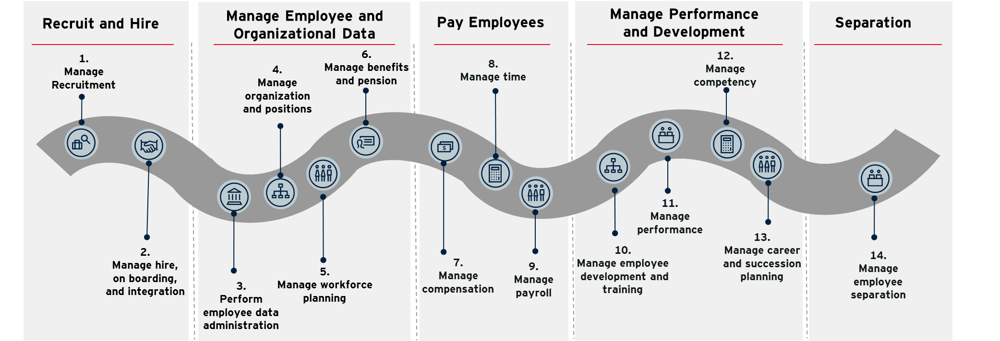 Recruit and Hire
1.
Manage
Recruitment
2.
Manage hire,
on boarding,
and integration
Manage Employee and
Organizational Data
3.
Perform
employee data
administration
4.
Manage
organization
and positions
5.
Manage workforce
planning
6.
Manage benefits
and pension
Pay Employees
7.
Manage
compensation
8.
Manage time
9.
Manage
payroll
Manage Performance
and Development
10.
Manage employee
development and
training
11.
Manage
performance
12.
Manage
competency
13.
Manage career
and succession
planning
Separation
14.
Manage
employee
separation